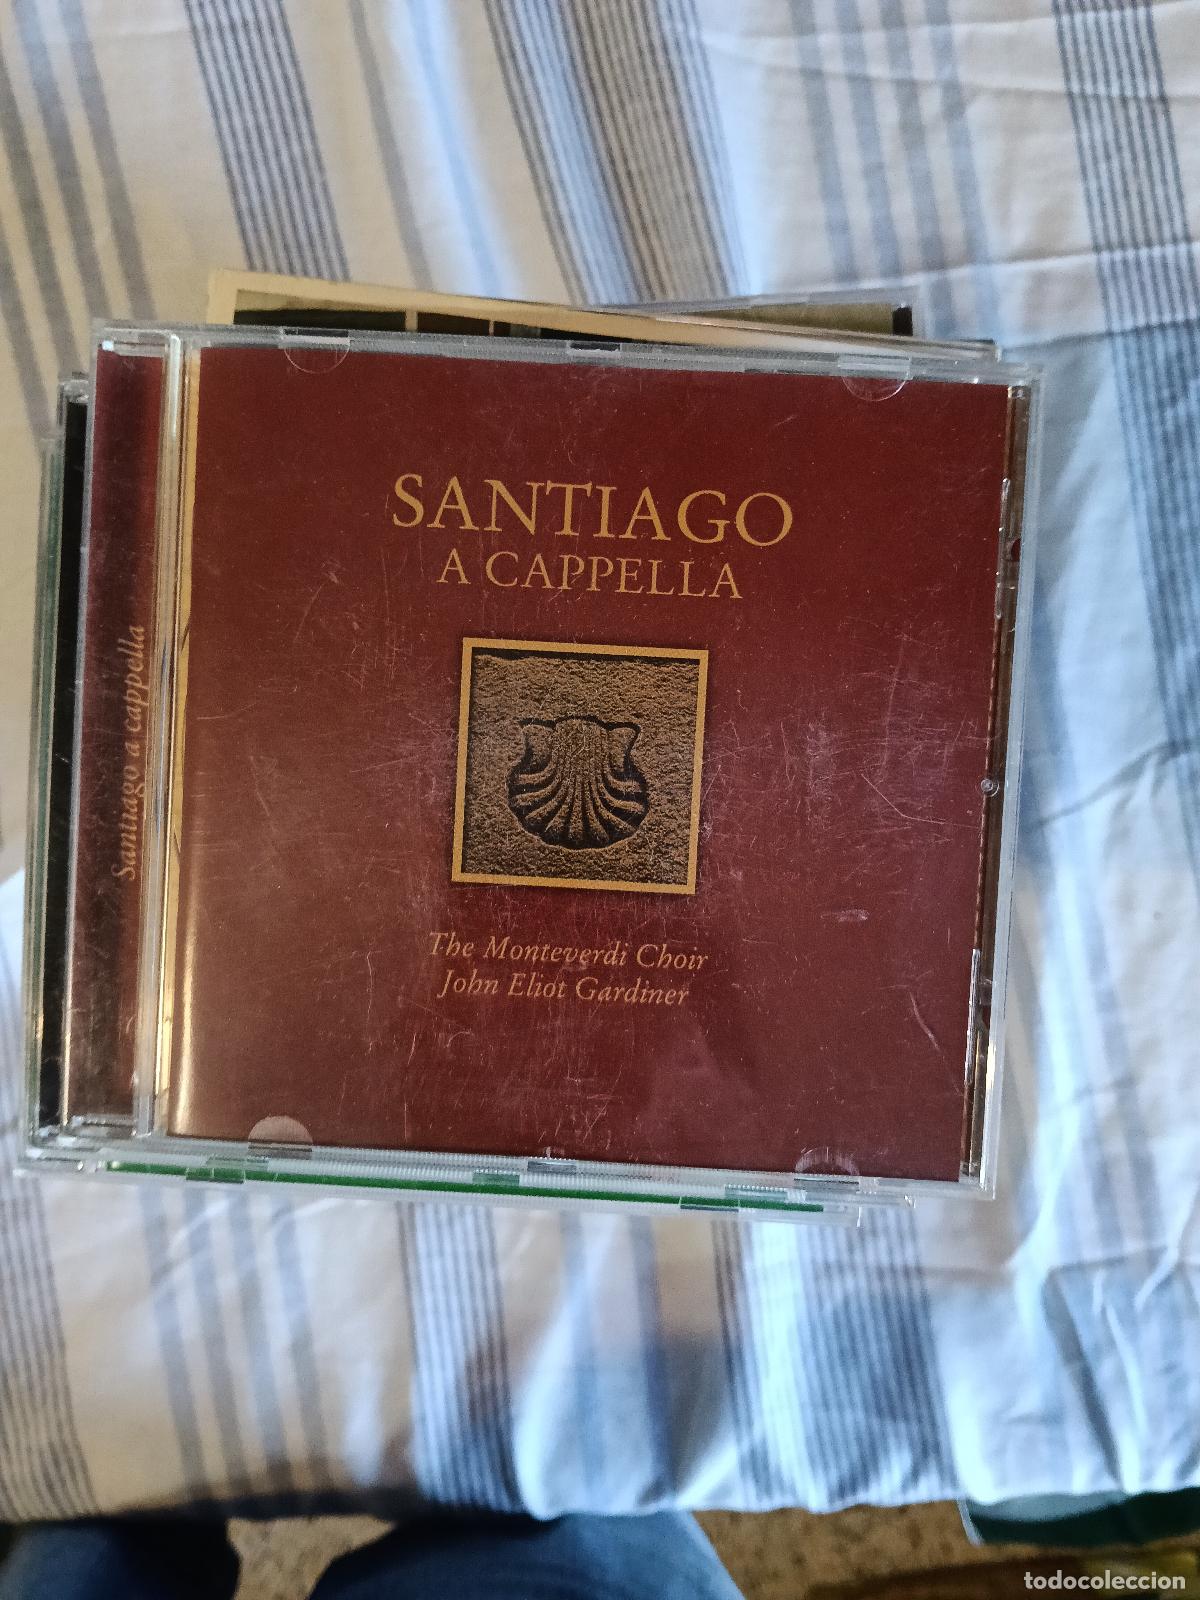 SANTIAGO
A CAPPELLA
The Monteverdi Choir
John Eliot Gardiner
Santiago a cappella
todocoleccion